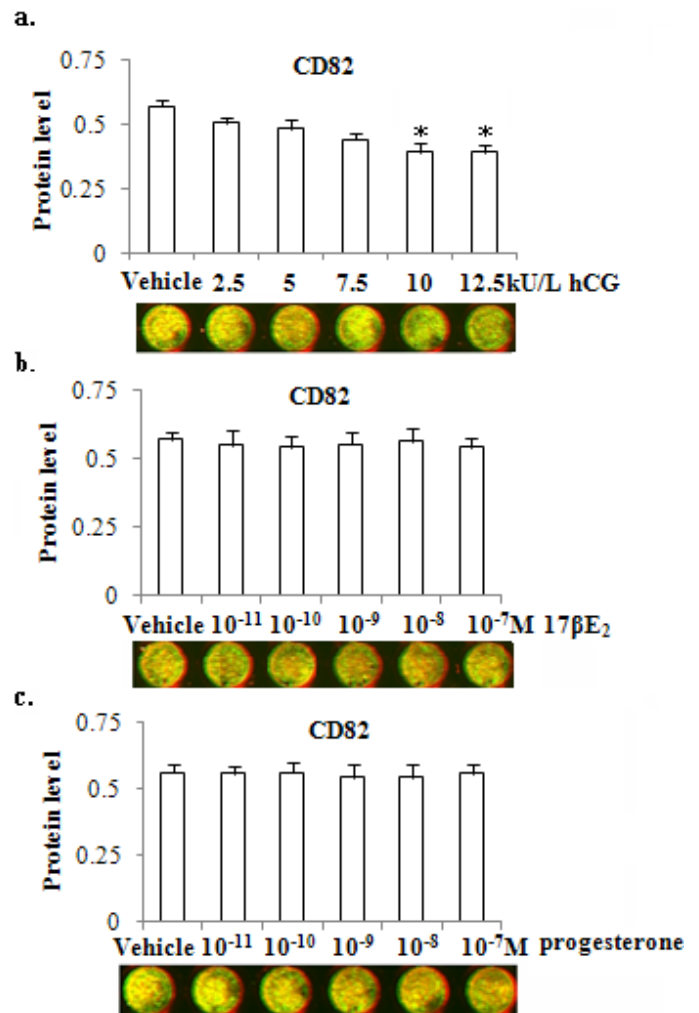 a.
CD82
Protein level
0.75
0.5
0.25
0
* *
Vehicle 2.5 5 7.5 10 12.5kU/L hCG
b.
CD82
Protein level
0.75
0.5
0.25
0
Vehicle 10⁻¹¹ 10⁻¹⁰ 10⁻⁹ 10⁻⁸ 10⁻⁷M 17βE₂
c.
CD82
Protein level
0.75
0.5
0.25
0
Vehicle 10⁻¹¹ 10⁻¹⁰ 10⁻⁹ 10⁻⁸ 10⁻⁷M progesterone